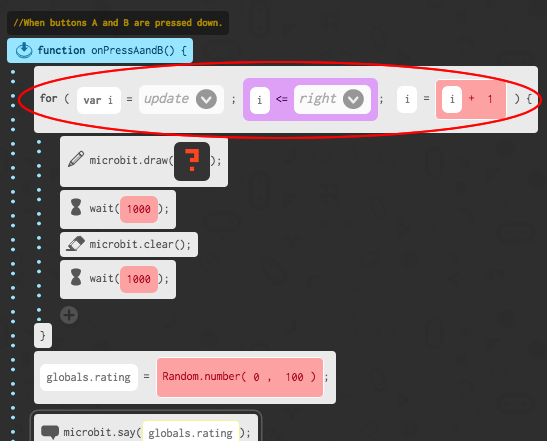 //When buttons A and B are pressed down.
function onPressAandB() {
for ( var i = update ; i <= right ; i = i + 1 ) {
microbit.draw(?);
wait(1000);
microbit.clear();
wait(1000);
}
globals.rating = Random.number( 0 , 100 ) ;
microbit.say(globals.rating);